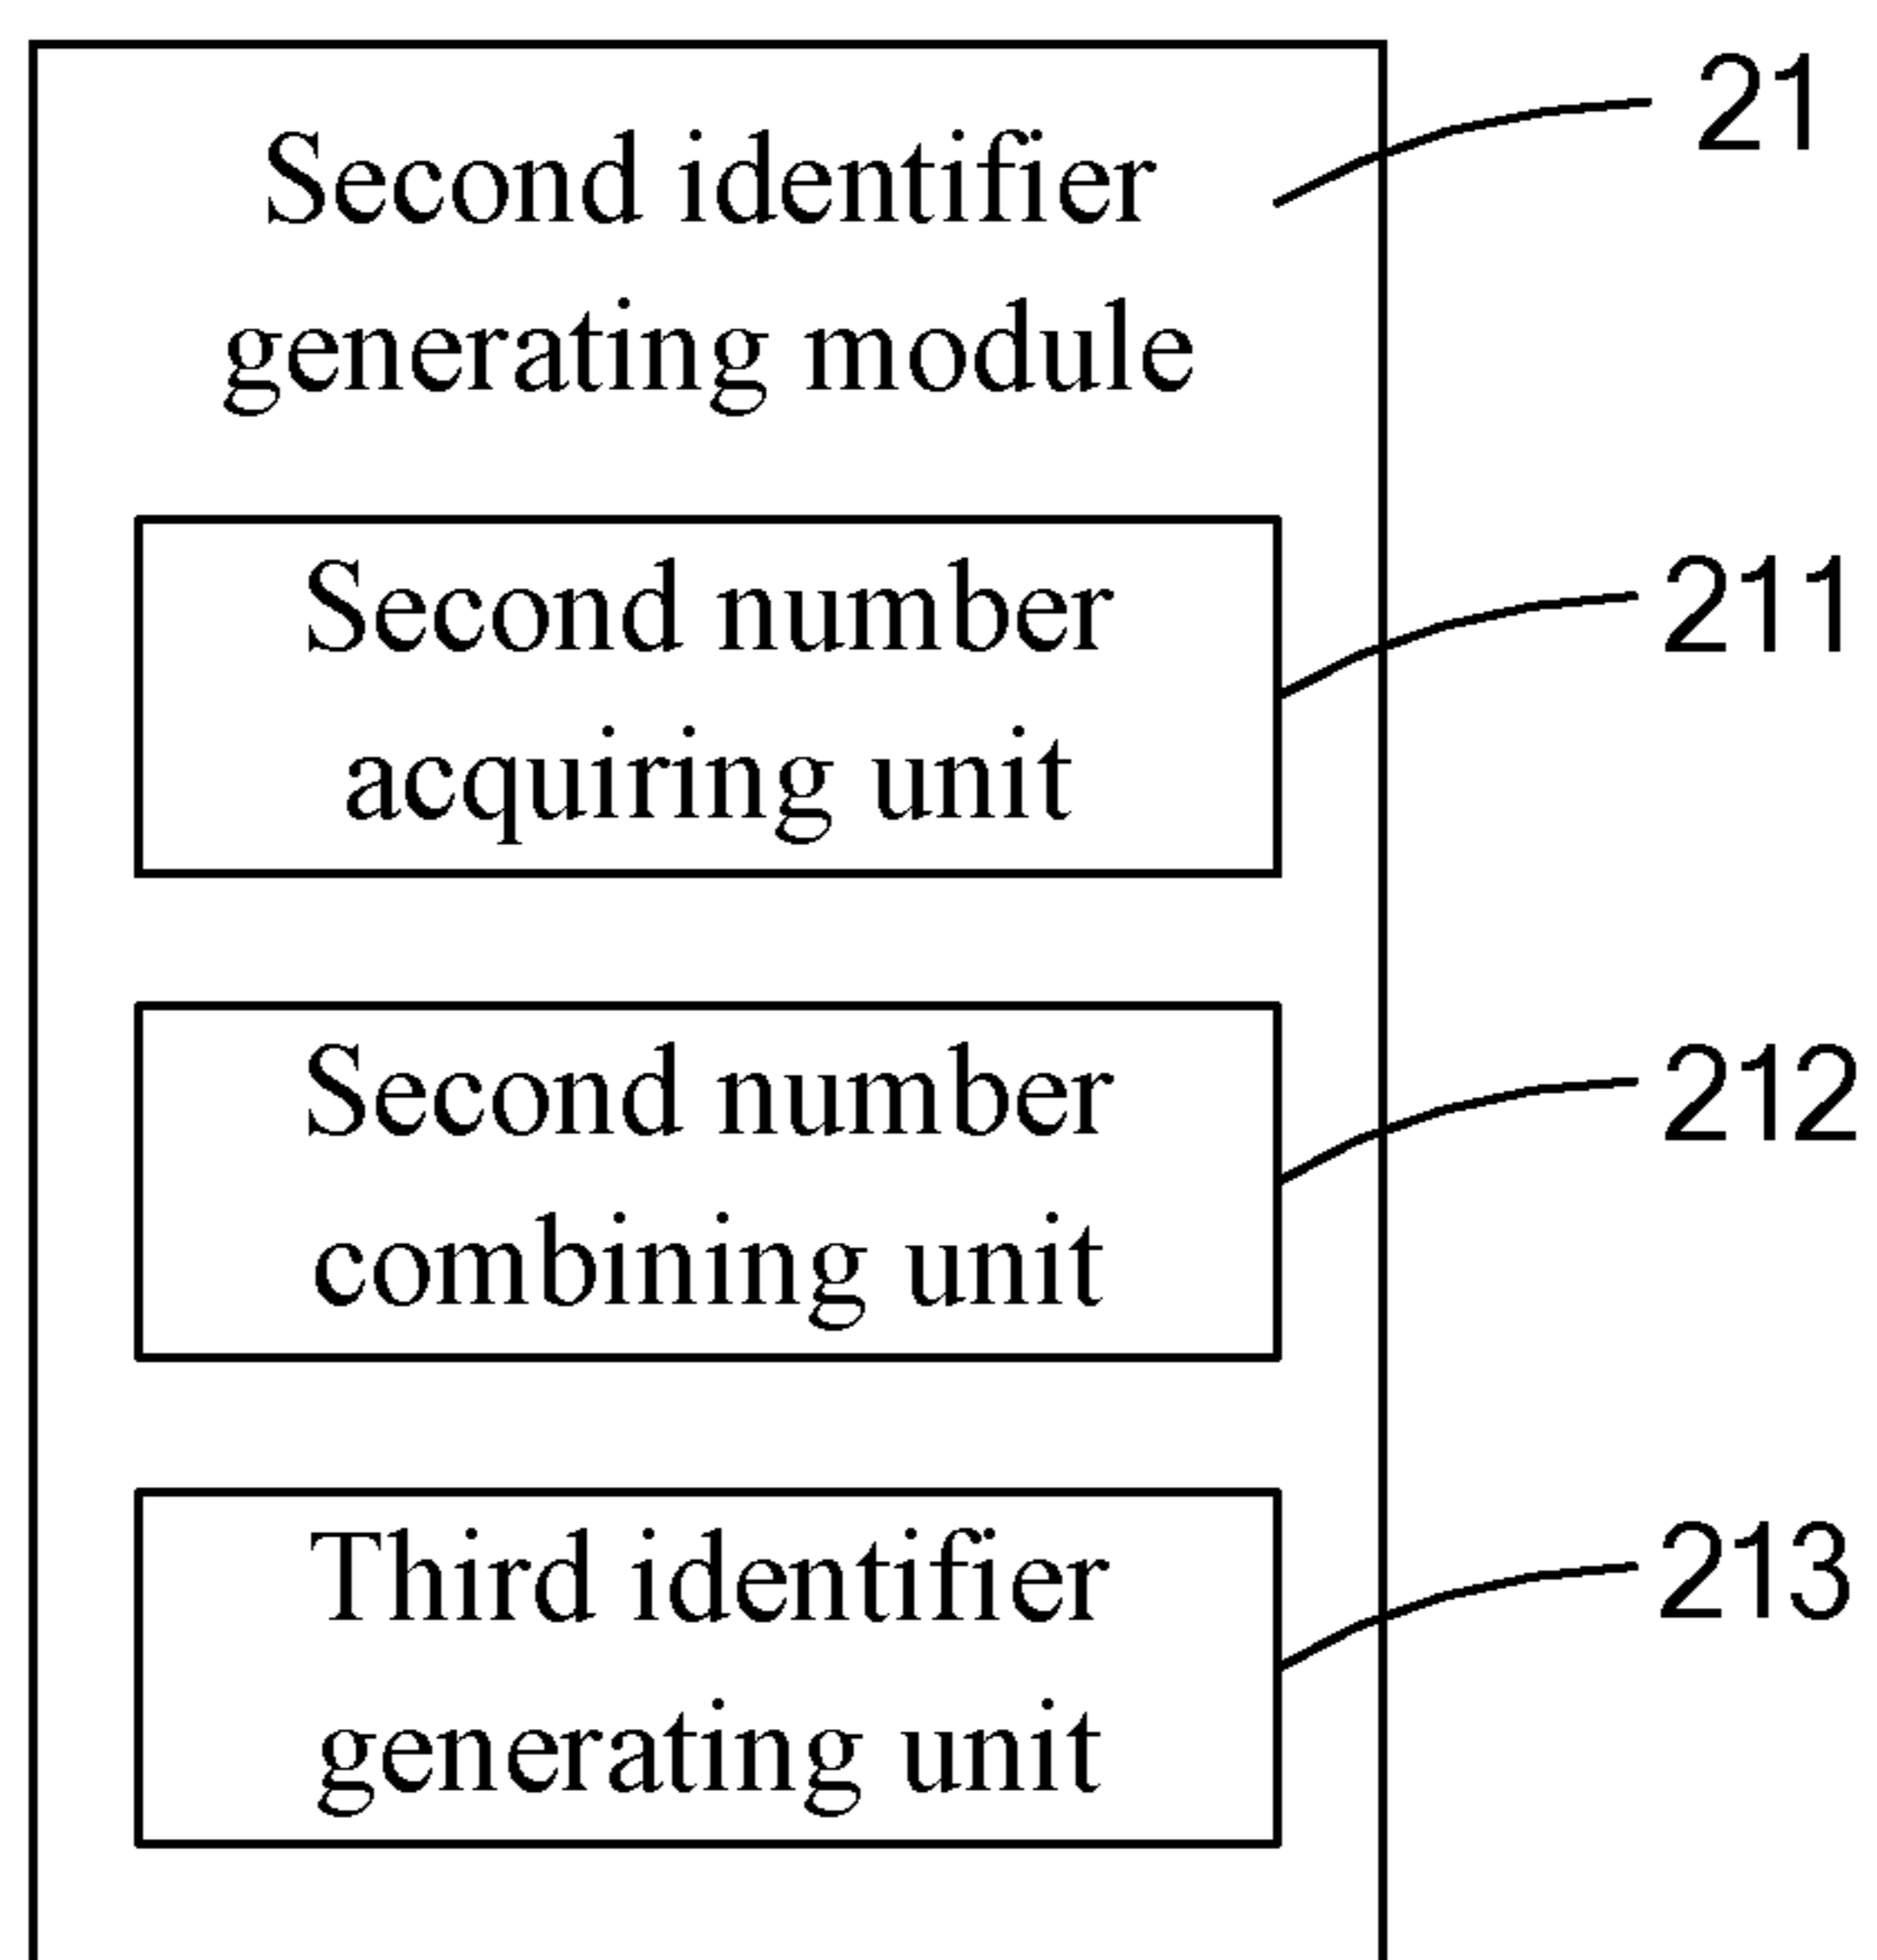 Second identifier
generating module
21
Second number
acquiring unit
211
Second number
combining unit
212
Third identifier
generating unit
213